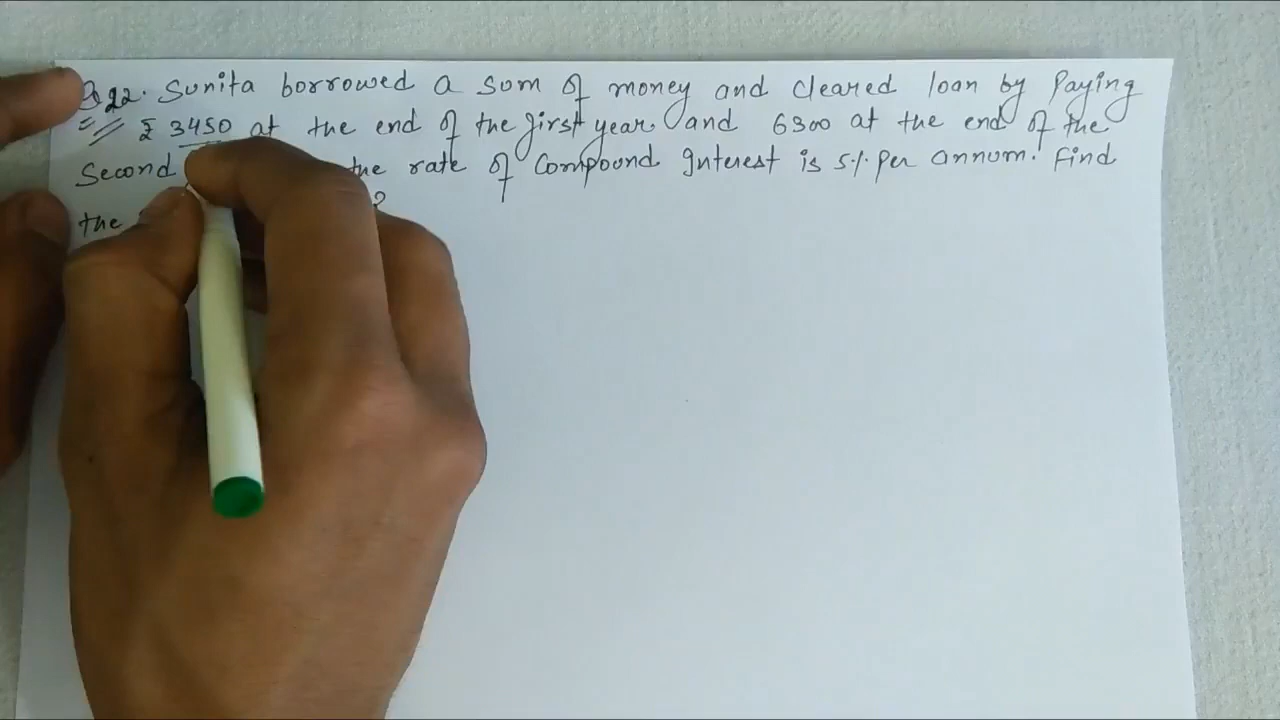 Q 22. Sunita borrowed a sum of money and cleared loan by Paying
₹ 3450 at the end of the first year and 6300 at the end of the
Second the rate of Compound Interest is 5% Per annum. Find
the ?